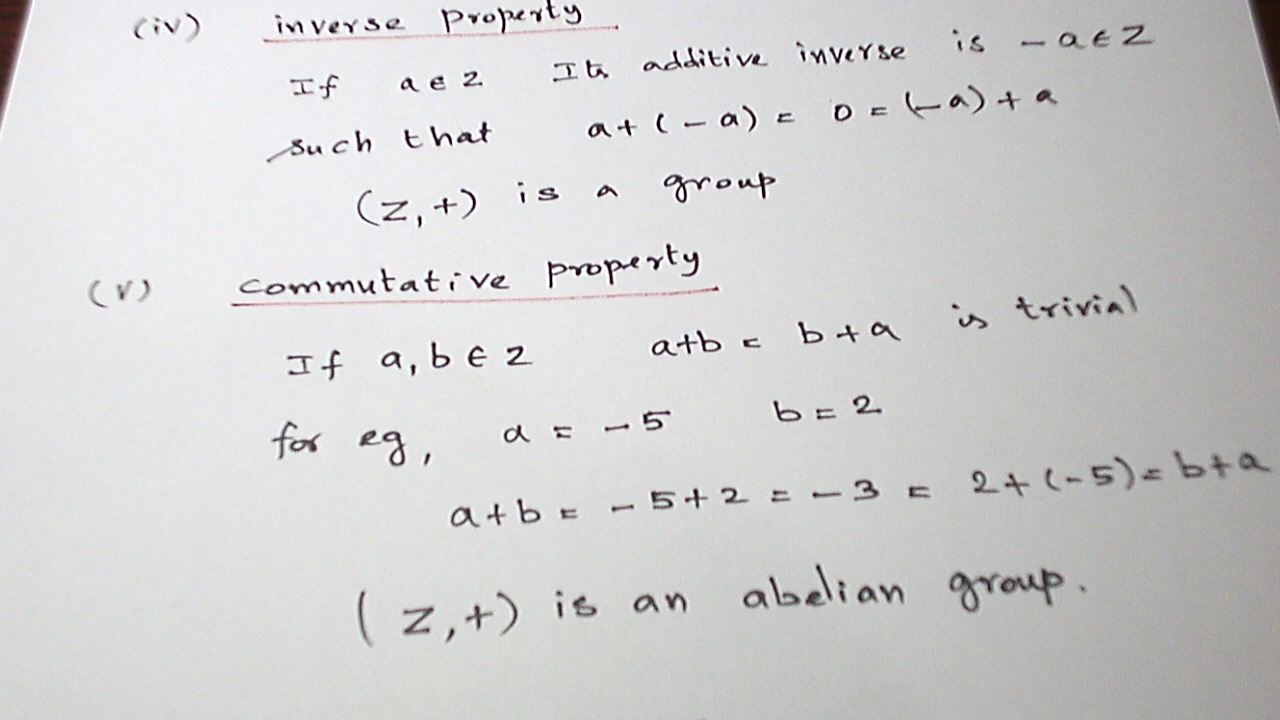 (iv) inverse property
If a ∈ z Its additive inverse is - a ∈ Z
such that a + ( - a) = 0 = (-a) + a
(Z, +) is a group
(v) commutative property
If a, b ∈ z a+b = b + a is trivial
for eg, a = - 5 b = 2
a + b = - 5 + 2 = - 3 = 2 + (-5) = b + a
( Z, +) is an abelian group.